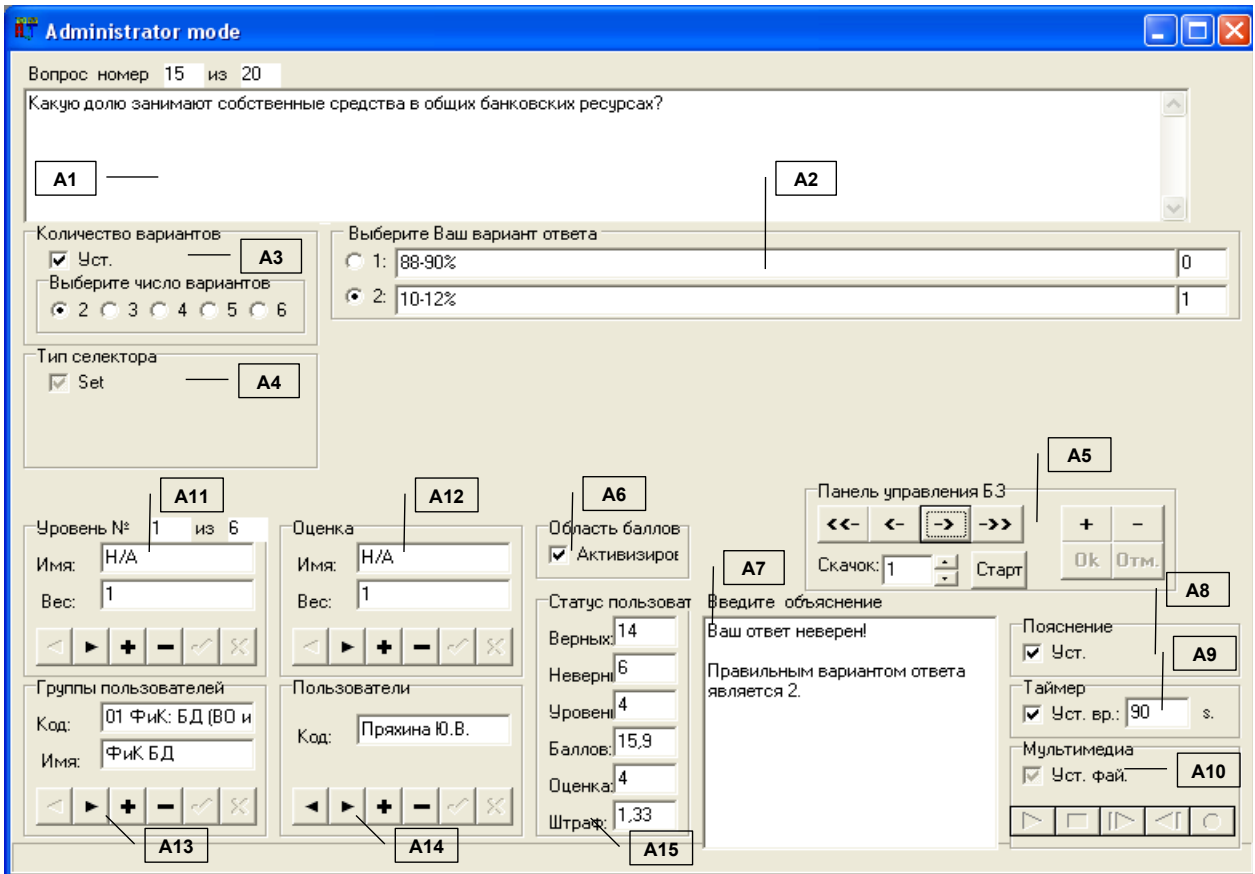 Administrator mode
Вопрос номер 15 из 20
Какую долю занимают собственные средства в общих банковских ресурсах?
A1
A2
Количество вариантов
Уст.
A3
Выберите число вариантов
2 3 4 5 6
Выберите Ваш вариант ответа
1: 88-90% 0
2: 10-12% 1
Тип селектора
Set
A4
A5
A11
A12
A6
Панель управления БЗ
<<- <- -> ->> + -
Скачок: 1 Старт Ok Отм.
Уровень № 1 из 6
Имя: Н/А
Вес: 1
Оценка
Имя: Н/А
Вес: 1
Область баллов
Активизиров
A7
A8
Статус пользоват
Верных: 14
Неверны 6
Уровень 4
Баллов: 15,9
Оценка: 4
Штраф: 1,33
Введите объяснение
Ваш ответ неверен!
Правильным вариантом ответа
является 2.
Пояснение
Уст.
A9
Таймер
Уст. вр.: 90 s.
Мультимедиа
Уст. фай.
A10
Группы пользователей
Код: 01 ФиК: БД (ВО и
Имя: ФиК БД
Пользователи
Код: Пряхина Ю.В.
A13
A14
A15